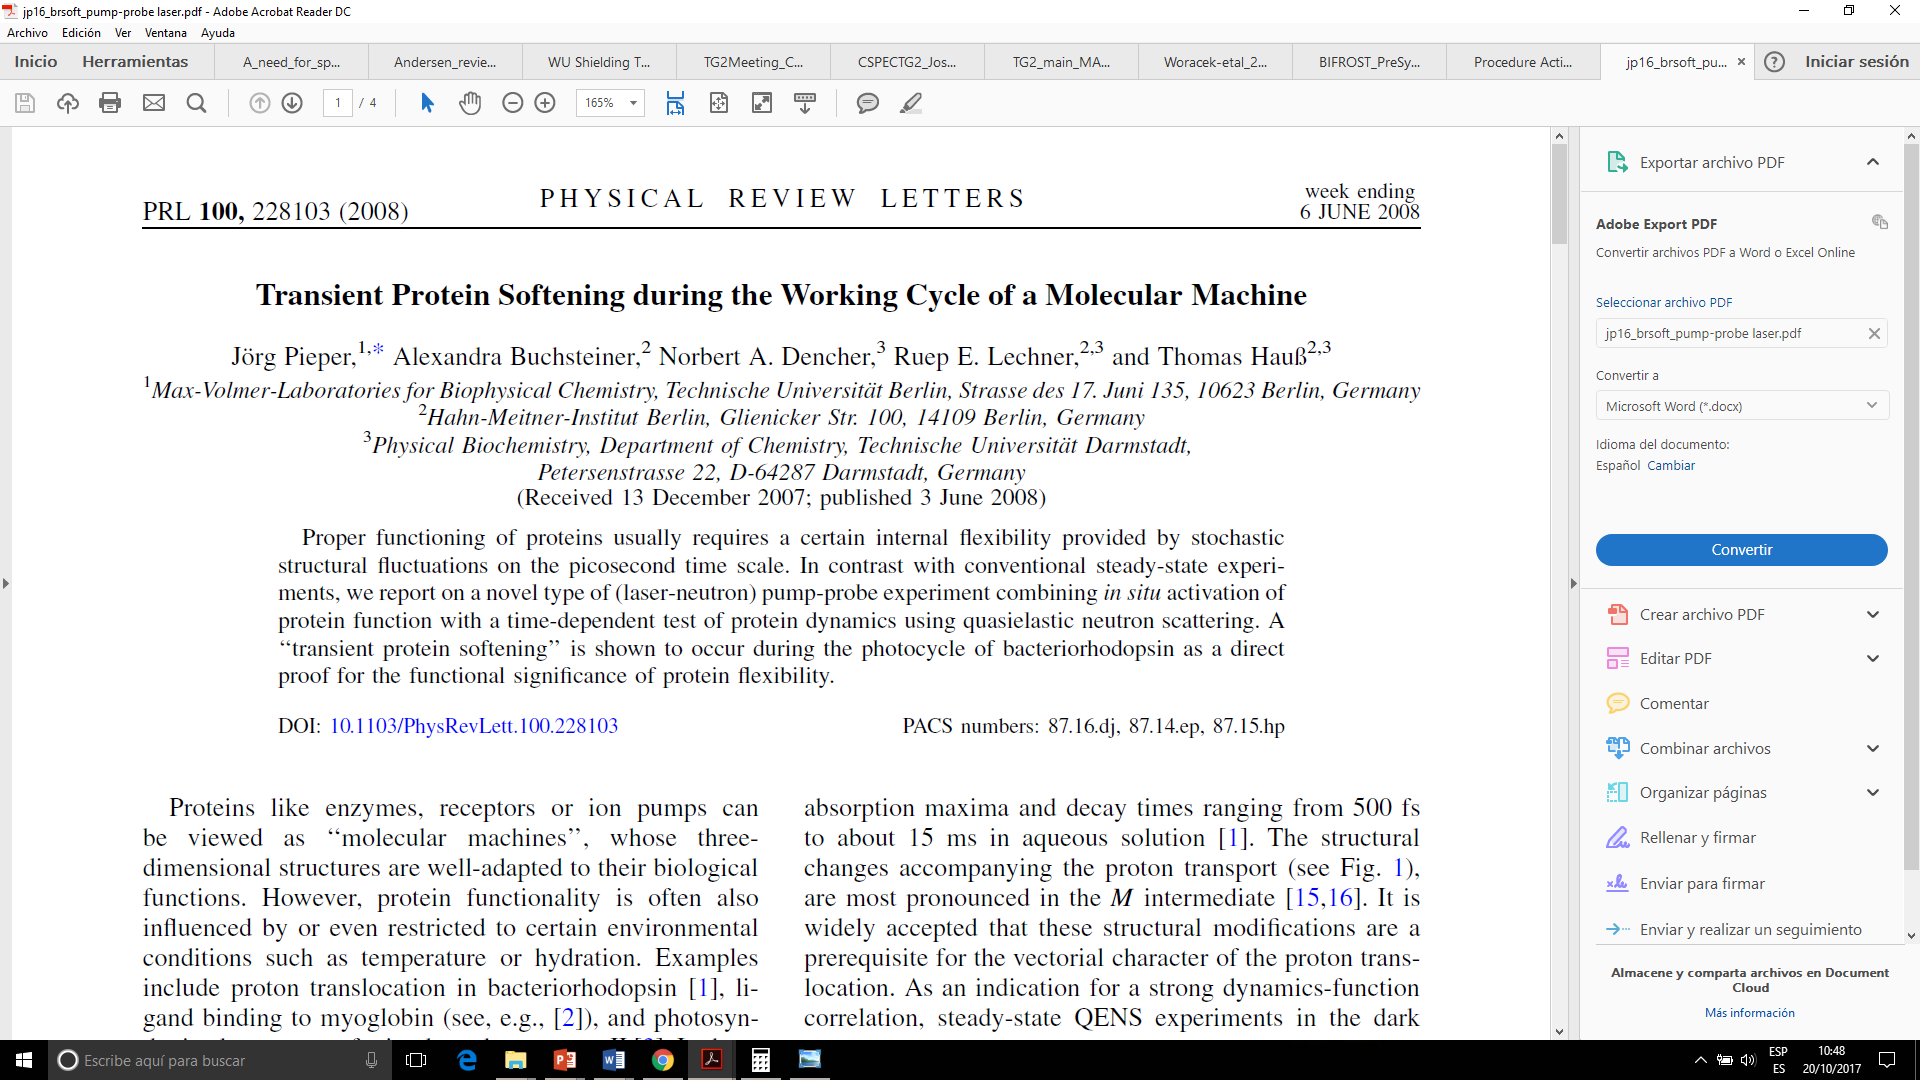 jp16_brsoft_pump-probe laser.pdf - Adobe Acrobat Reader DC
Archivo Edición Ver Ventana Ayuda
Inicio Herramientas A_need_for_sp... Andersen_revie... WU Shielding T... TG2Meeting_C... CSPECTG2_Jos... TG2_main_MA... Woracek-etal_2... BIFROST_PreSy... Procedure Acti... jp16_brsoft_pu... × ? Iniciar sesión
1 / 4 165%
PRL 100, 228103 (2008)
PHYSICAL REVIEW LETTERS
week ending
6 JUNE 2008
Transient Protein Softening during the Working Cycle of a Molecular Machine
Jörg Pieper,1,* Alexandra Buchsteiner,2 Norbert A. Dencher,3 Ruep E. Lechner,2,3 and Thomas Hauß2,3
1Max-Volmer-Laboratories for Biophysical Chemistry, Technische Universität Berlin, Strasse des 17. Juni 135, 10623 Berlin, Germany
2Hahn-Meitner-Institut Berlin, Glienicker Str. 100, 14109 Berlin, Germany
3Physical Biochemistry, Department of Chemistry, Technische Universität Darmstadt,
Petersenstrasse 22, D-64287 Darmstadt, Germany
(Received 13 December 2007; published 3 June 2008)
Proper functioning of proteins usually requires a certain internal flexibility provided by stochastic
structural fluctuations on the picosecond time scale. In contrast with conventional steady-state experi-
ments, we report on a novel type of (laser-neutron) pump-probe experiment combining in situ activation of
protein function with a time-dependent test of protein dynamics using quasielastic neutron scattering. A
‘‘transient protein softening’’ is shown to occur during the photocycle of bacteriorhodopsin as a direct
proof for the functional significance of protein flexibility.
DOI: 10.1103/PhysRevLett.100.228103
PACS numbers: 87.16.dj, 87.14.ep, 87.15.hp
Proteins like enzymes, receptors or ion pumps can
be viewed as ‘‘molecular machines’’, whose three-
dimensional structures are well-adapted to their biological
functions. However, protein functionality is often also
influenced by or even restricted to certain environmental
conditions such as temperature or hydration. Examples
include proton translocation in bacteriorhodopsin [1], li-
gand binding to myoglobin (see, e.g., [2]), and photosyn-
absorption maxima and decay times ranging from 500 fs
to about 15 ms in aqueous solution [1]. The structural
changes accompanying the proton transport (see Fig. 1),
are most pronounced in the M intermediate [15,16]. It is
widely accepted that these structural modifications are a
prerequisite for the vectorial character of the proton trans-
location. As an indication for a strong dynamics-function
correlation, steady-state QENS experiments in the dark
Exportar archivo PDF
Adobe Export PDF
Convertir archivos PDF a Word o Excel Online
Seleccionar archivo PDF
jp16_brsoft_pump-probe laser.pdf
Convertir a
Microsoft Word (*.docx)
Idioma del documento:
Español Cambiar
Convertir
Crear archivo PDF
Editar PDF
Comentar
Combinar archivos
Organizar páginas
Rellenar y firmar
Enviar para firmar
Enviar y realizar un seguimiento
Almacene y comparta archivos en Document
Cloud
Más información
Escribe aquí para buscar
ESP
ES
10:48
20/10/2017